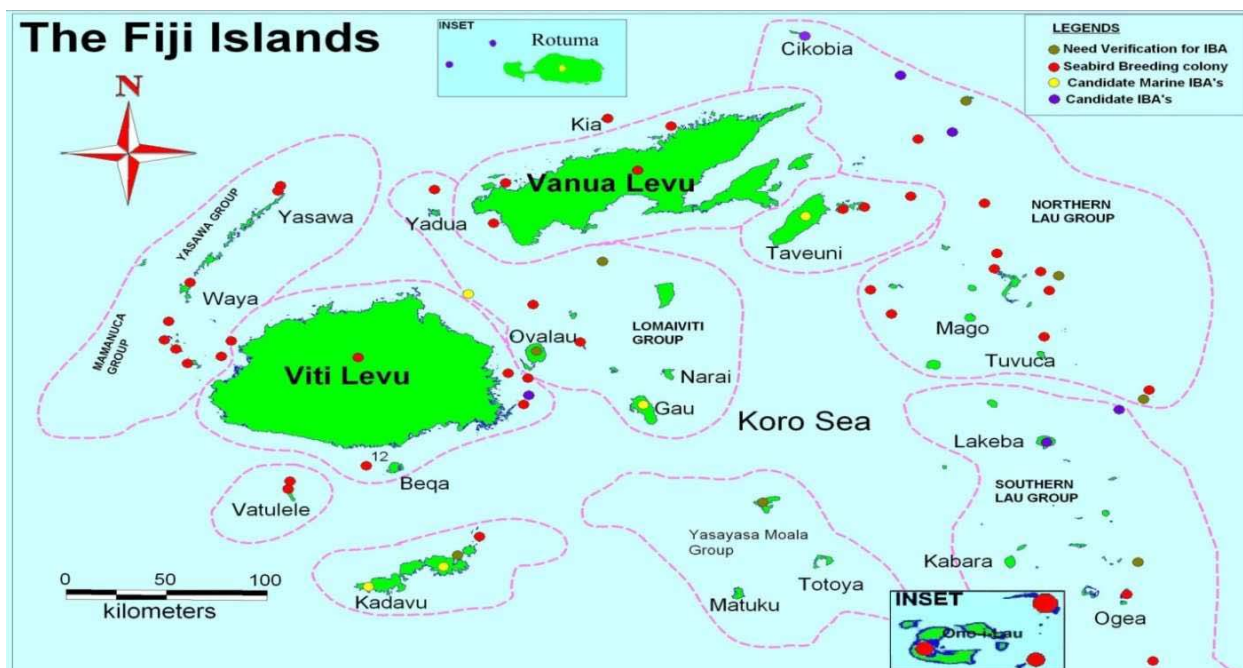 The Fiji Islands
INSET
Rotuma
Cikobia
LEGENDS
Need Verification for IBA
Seabird Breeding colony
Candidate Marine IBA's
Candidate IBA's
N
Kia
Vanua Levu
YASAWA GROUP
Yasawa
Yadua
Taveuni
NORTHERN
LAU GROUP
Waya
MAMANUCA
GROUP
Ovalau
LOMAIVITI
GROUP
Mago
Tuvuca
Viti Levu
Narai
Gau
Koro Sea
Lakeba
12
Beqa
SOUTHERN
LAU GROUP
Vatulele
Yasayasa Moala
Group
Kabara
Totoya
0 50 100
kilometers
Kadavu
Matuku
INSET
Ono-i-Lau
Ogea